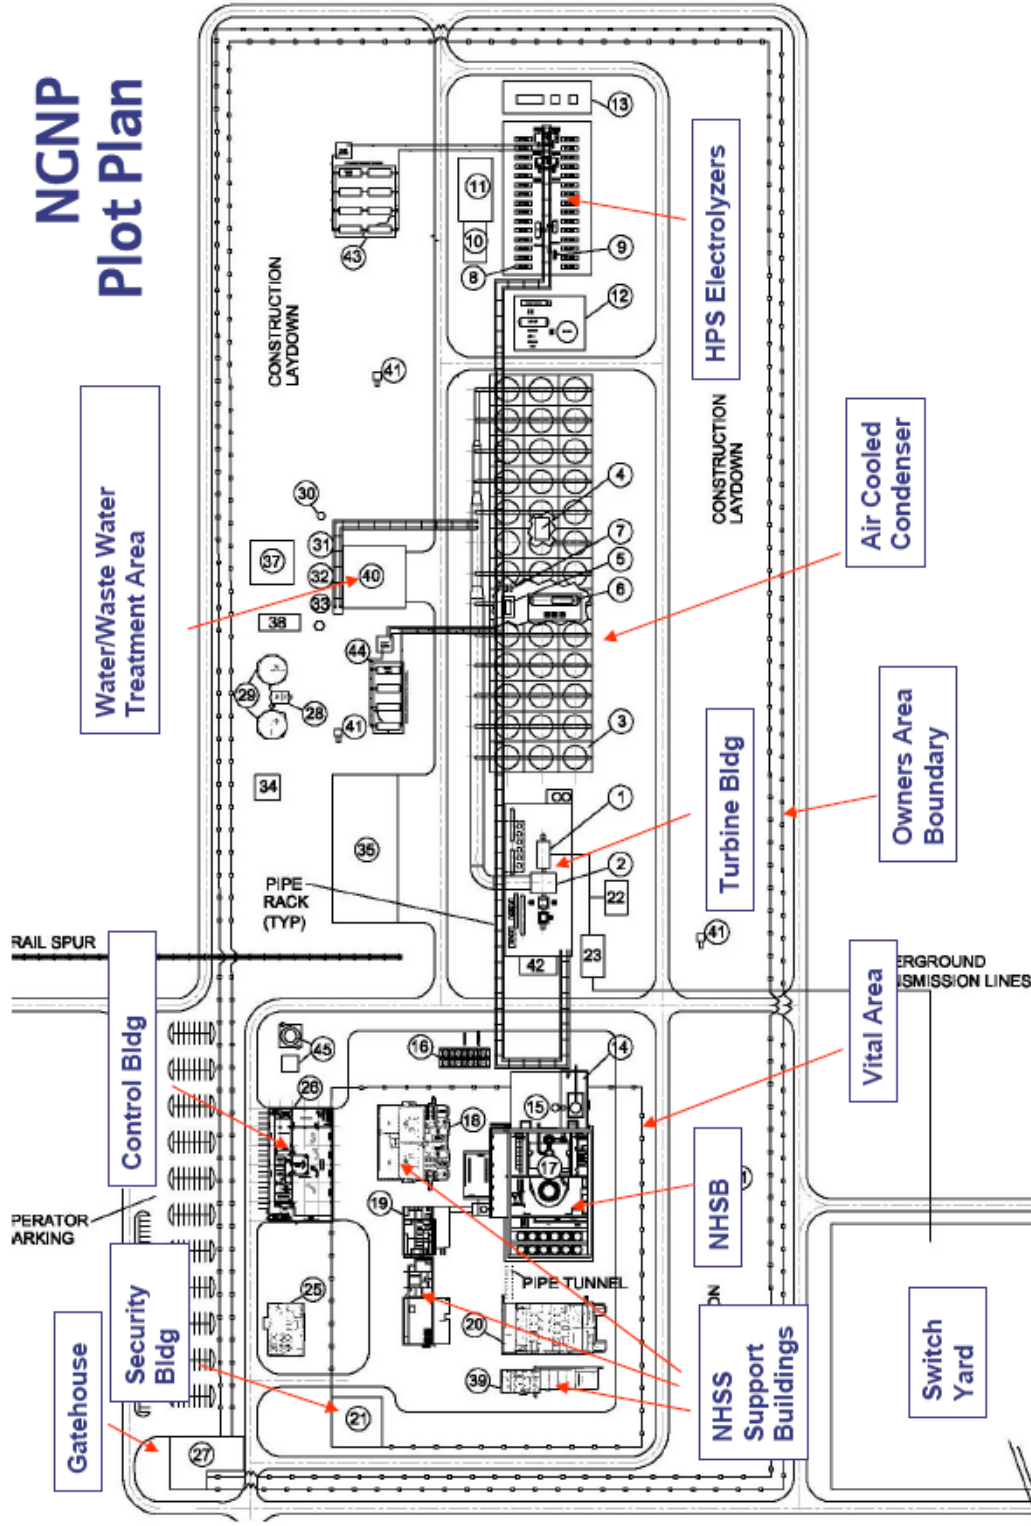 NGNP
Plot Plan
13
HPS Electrolyzers
11
10
43
9
8
12
CONSTRUCTION
LAYDOWN
41
CONSTRUCTION
LAYDOWN
Air Cooled
Condenser
Water/Waste Water
Treatment Area
30
4
7
31
37
32
40
5
33
6
38
44
29
28
41
3
Owners Area
Boundary
34
1
Turbine Bldg
35
2
PIPE
RACK
(TYP)
22
41
RAIL SPUR
42
23
ERGROUND
NSMISSION LINES
Control Bldg
Vital Area
45
16
14
26
15
18
17
1
NHSB
PERATOR
ARKING
19
Security
Bldg
PIPE TUNNEL
ON
25
20
Gatehouse
39
NHSS
Support
Buildings
Switch
Yard
21
27